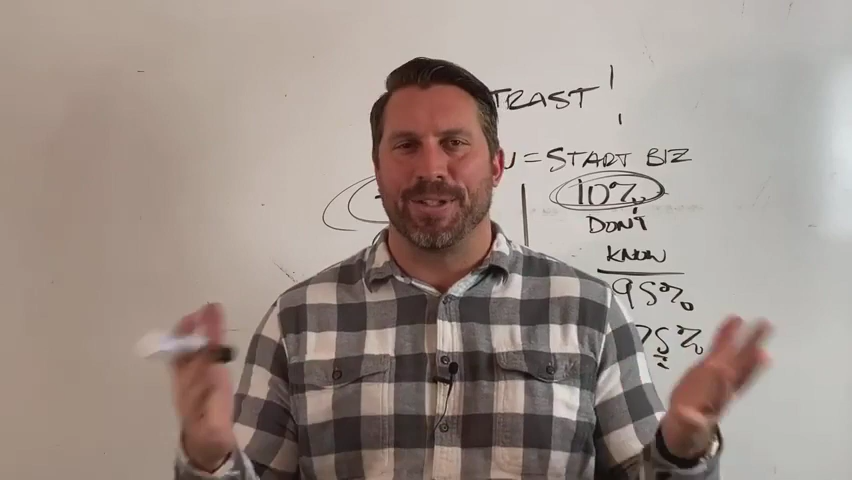 TRAST!
= START BIZ
10%
DON'T
KNOW
95%
75%